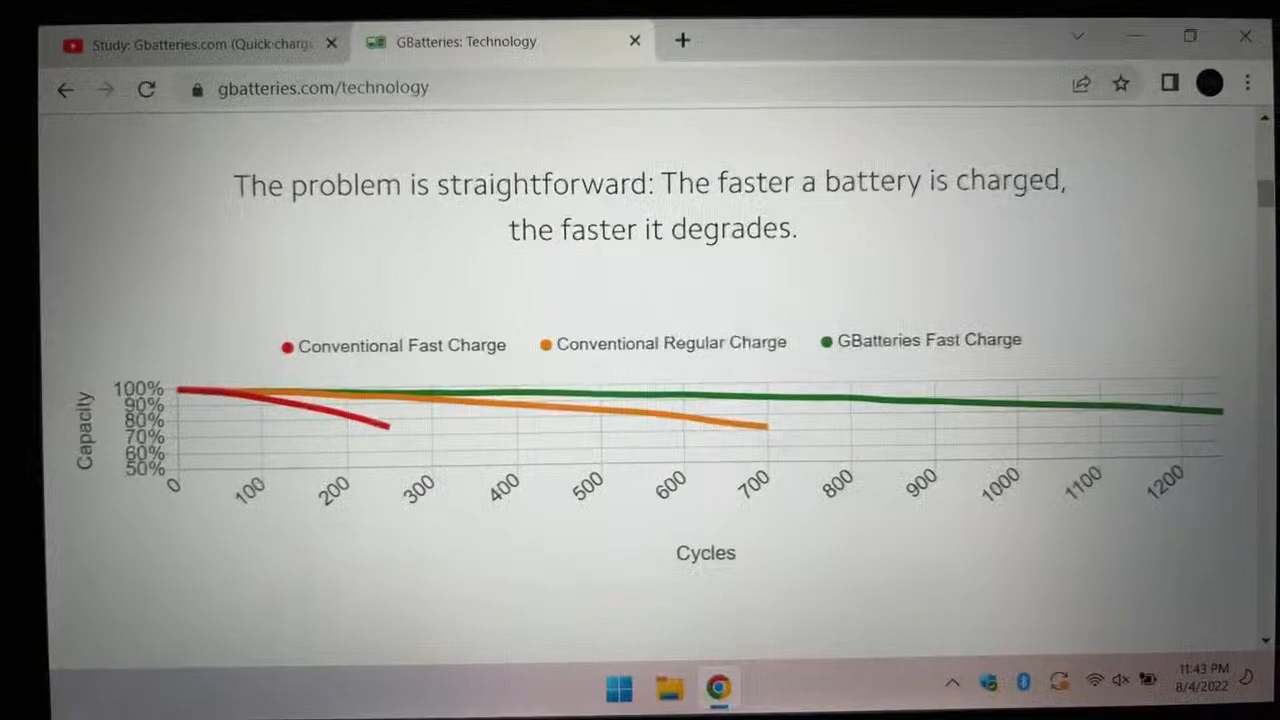 Study: Gbatteries.com (Quick charg
GBatteries: Technology
gbatteries.com/technology
The problem is straightforward: The faster a battery is charged,
the faster it degrades.
Conventional Fast Charge
Conventional Regular Charge
GBatteries Fast Charge
Capacity
100%
90%
80%
70%
60%
50%
0
100
200
300
400
500
600
700
800
900
1000
1100
1200
Cycles
11:43 PM
8/4/2022